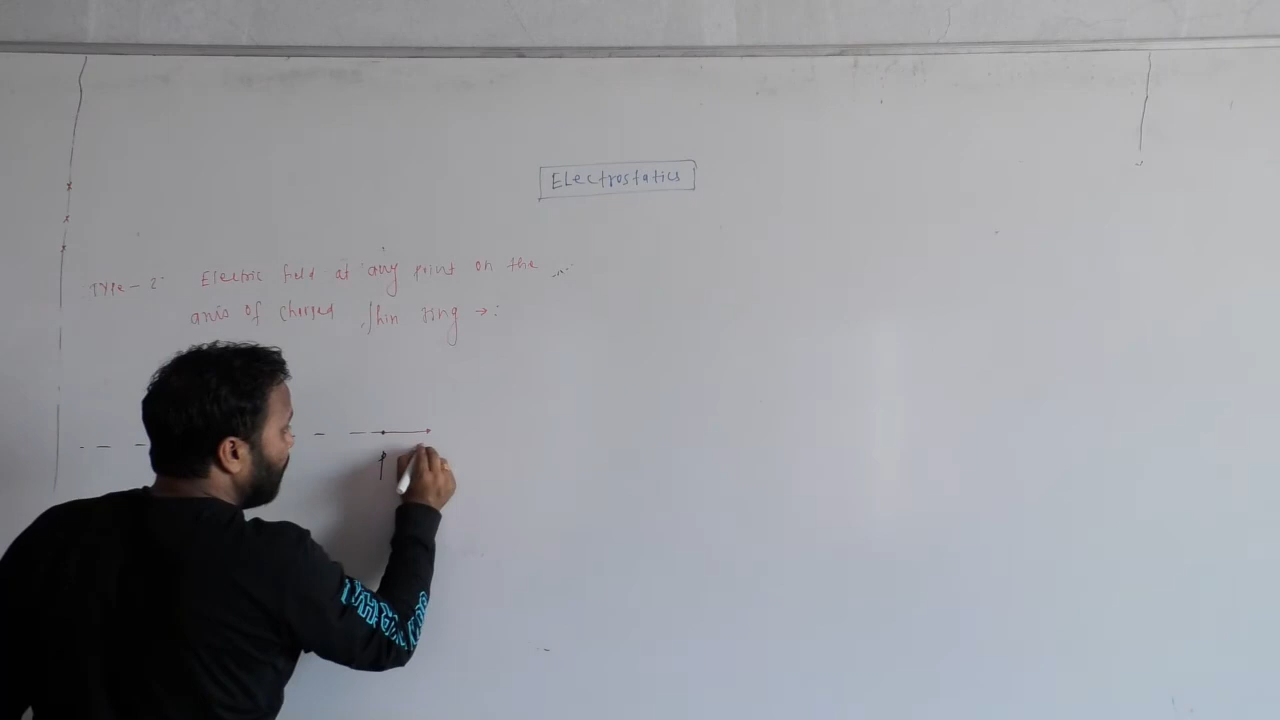 ELectrostatics
TYPE - 2: Electric field at any point on the
axis of charged thin ring →:
P